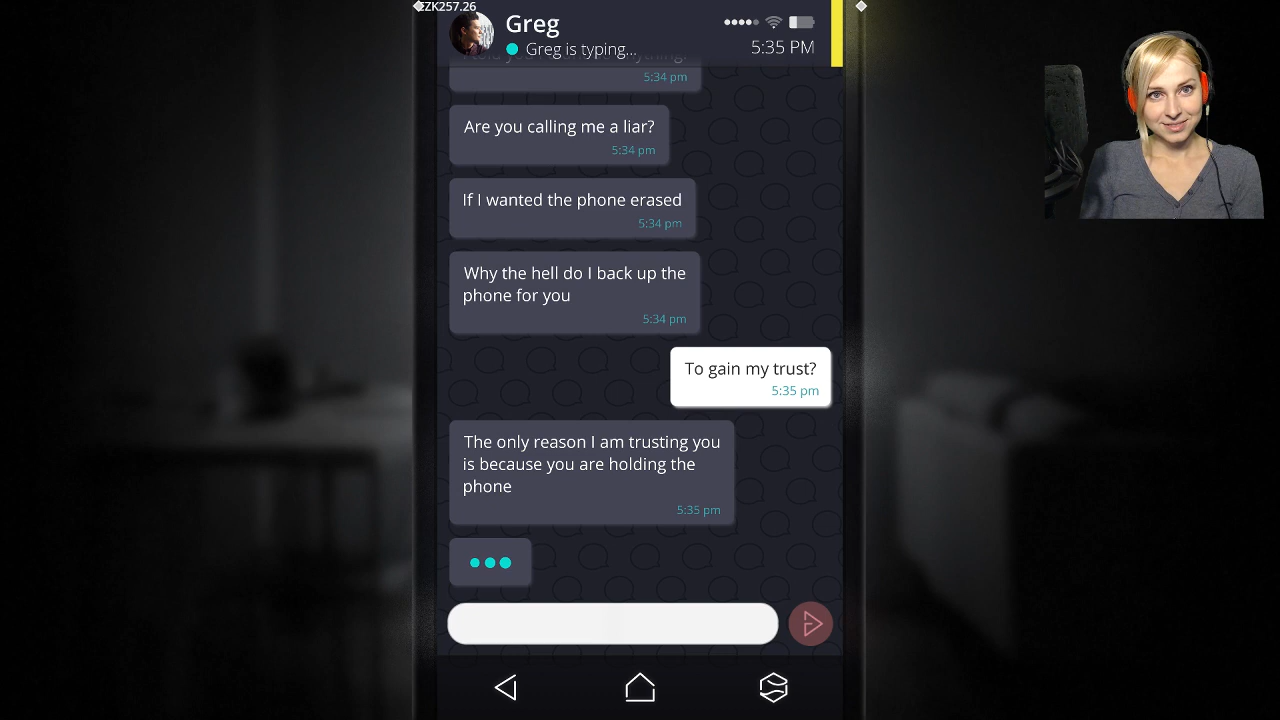 EZK257.26
Greg
Greg is typing...
5:35 PM
5:34 pm
Are you calling me a liar?
5:34 pm
If I wanted the phone erased
5:34 pm
Why the hell do I back up the
phone for you
5:34 pm
To gain my trust?
5:35 pm
The only reason I am trusting you
is because you are holding the
phone
5:35 pm